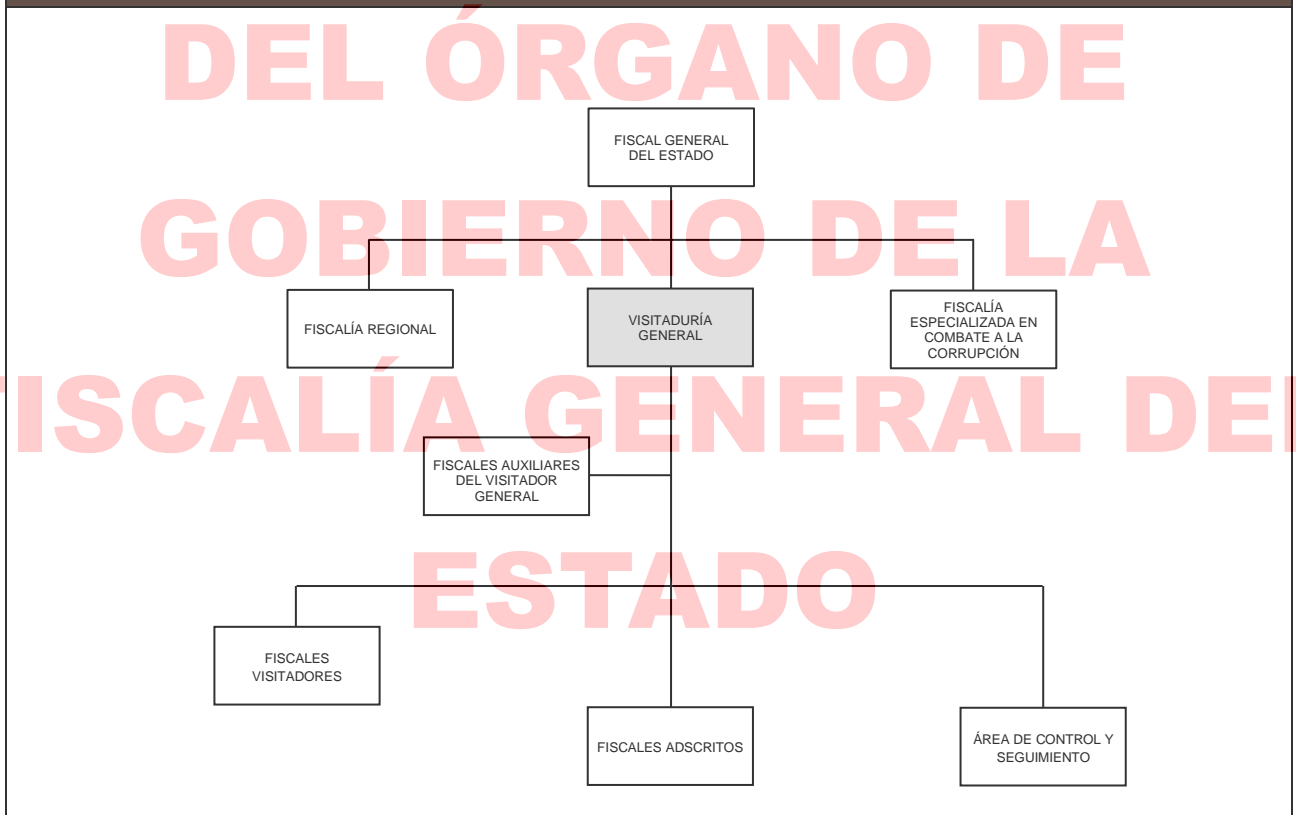 DEL ÓRGANO DE
FISCAL GENERAL
DEL ESTADO
GOBIERNO DE LA
FISCALÍA REGIONAL
VISITADURÍA
GENERAL
FISCALÍA
ESPECIALIZADA EN
COMBATE A LA
CORRUPCIÓN
ISCALÍA GENERAL DE
FISCALES AUXILIARES
DEL VISITADOR
GENERAL
ESTADO
FISCALES
VISITADORES
FISCALES ADSCRITOS
ÁREA DE CONTROL Y
SEGUIMIENTO